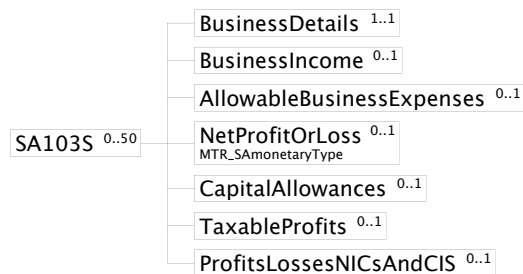 BusinessDetails 1..1
BusinessIncome 0..1
AllowableBusinessExpenses 0..1
SA103S 0..50
NetProfitOrLoss 0..1
MTR_SAmonetaryType
CapitalAllowances 0..1
TaxableProfits 0..1
ProfitsLossesNICsAndCIS 0..1